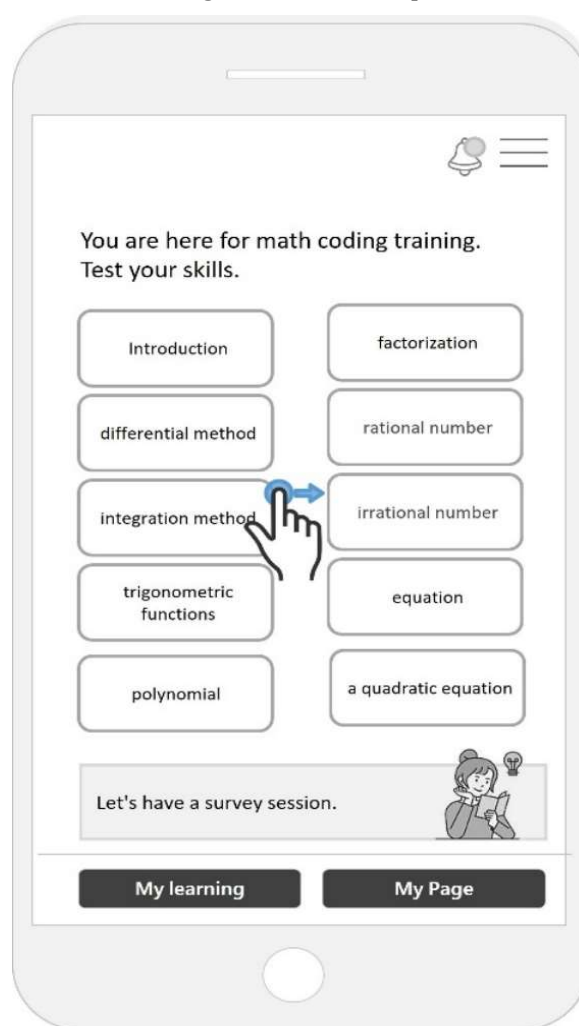 You are here for math coding training.
Test your skills.
Introduction
factorization
differential method
rational number
integration method
irrational number
trigonometric
functions
equation
polynomial
a quadratic equation
Let's have a survey session.
My learning
My Page